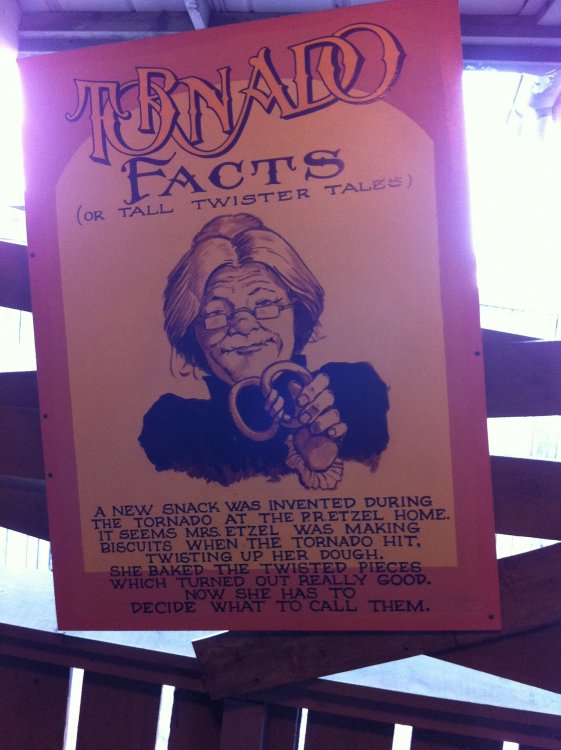 TORNADO
FACTS
(OR TALL TWISTER TALES)
A NEW SNACK WAS INVENTED DURING
THE TORNADO AT THE P.RETZEL HOME.
IT SEEMS MRS. ETZEL WAS MAKING
BISCUITS WHEN THE TORNADO HIT,
TWISTING UP HER DOUGH.
SHE BAKED THE TWISTED PIECES
WHICH TURNED OUT REALLY GOOD.
NOW SHE HAS TO
DECIDE WHAT TO CALL THEM.